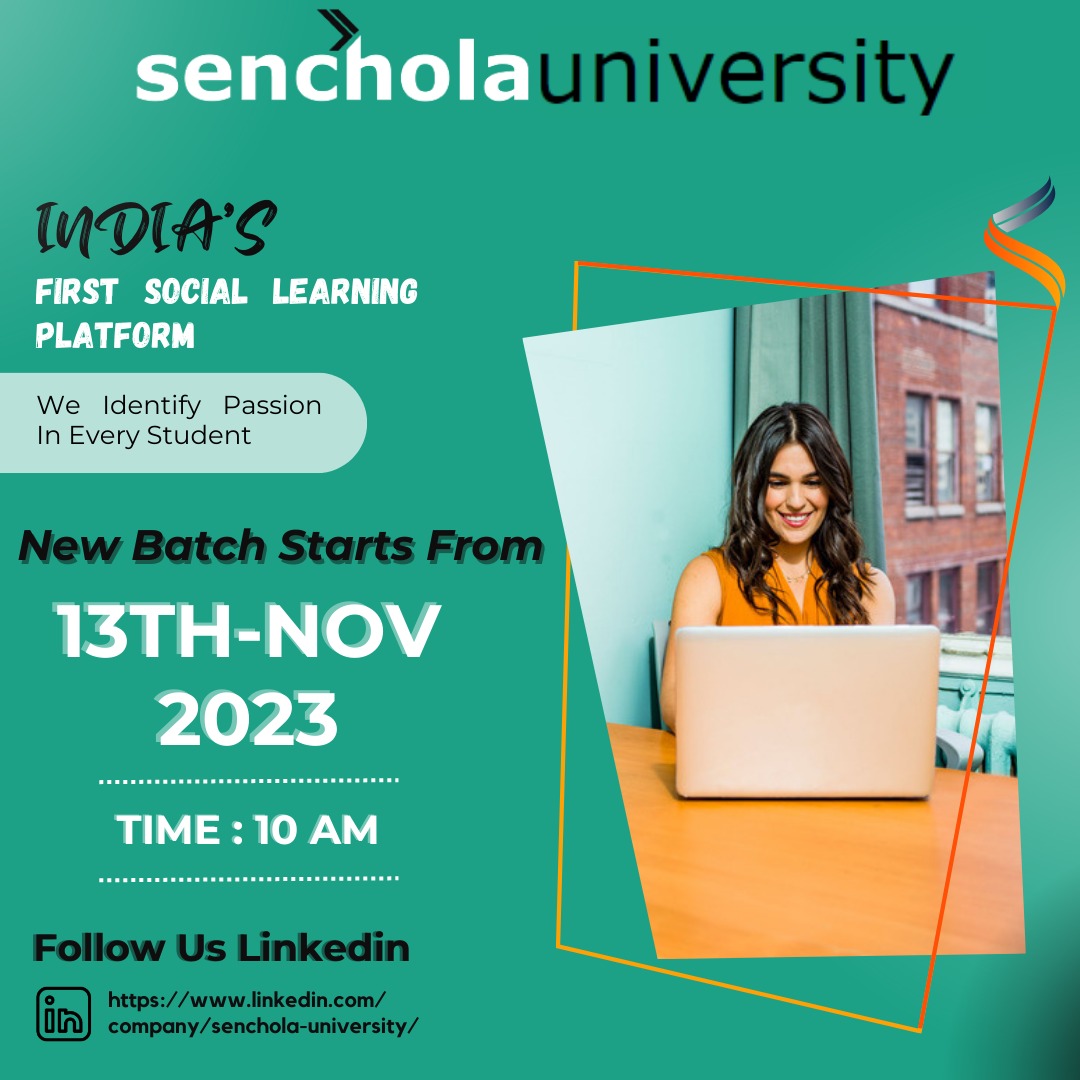 senchola university
INDIA'S
FIRST SOCIAL LEARNING
PLATFORM
We Identify Passion
In Every Student
New Batch Starts From
13TH-NOV
2023
TIME : 10 AM
Follow Us Linkedin
in
https://www.linkedin.com/
company/senchola-university/